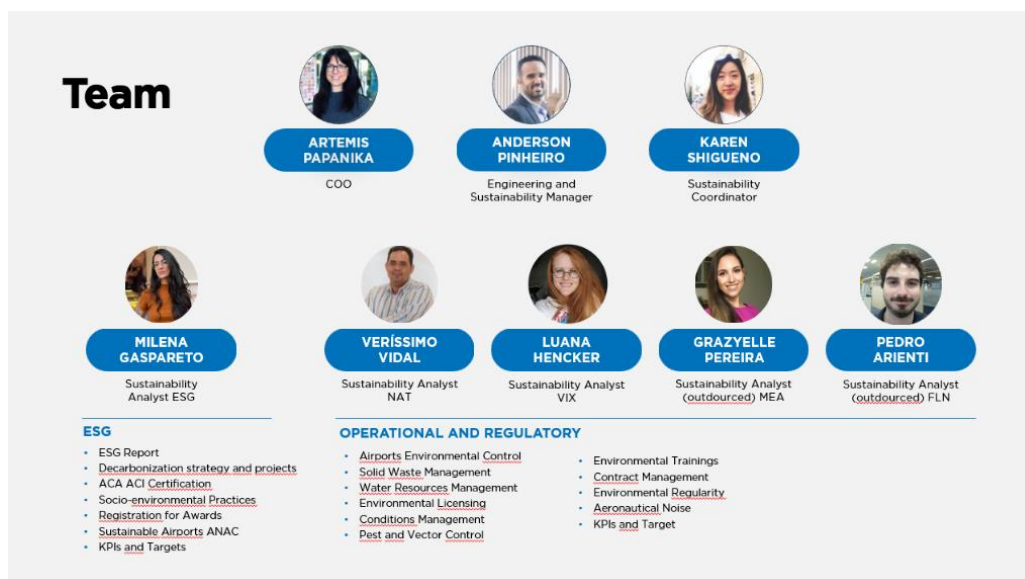 Team
ARTEMIS
PAPANIKA
COO
ANDERSON
PINHEIRO
Engineering and
Sustainability Manager
KAREN
SHIGUENO
Sustainability
Coordinator
MILENA
GASPARETO
Sustainability
Analyst ESG
VERÍSSIMO
VIDAL
Sustainability Analyst
NAT
LUANA
HENCKER
Sustainability Analyst
VIX
GRAZYELLE
PEREIRA
Sustainability Analyst
(outdourced) MEA
PEDRO
ARIENTI
Sustainability Analyst
(outdourced) FLN
ESG
• ESG Report
• Decarbonization strategy and projects
• ACA ACI Certification
• Socio-environmental Practices
• Registration for Awards
• Sustainable Airports ANAC
• KPIs and Targets
OPERATIONAL AND REGULATORY
• Airports Environmental Control
• Solid Waste Management
• Water Resources Management
• Environmental Licensing
• Conditions Management
• Pest and Vector Control
• Environmental Trainings
• Contract Management
• Environmental Regularity
• Aeronautical Noise
• KPIs and Target